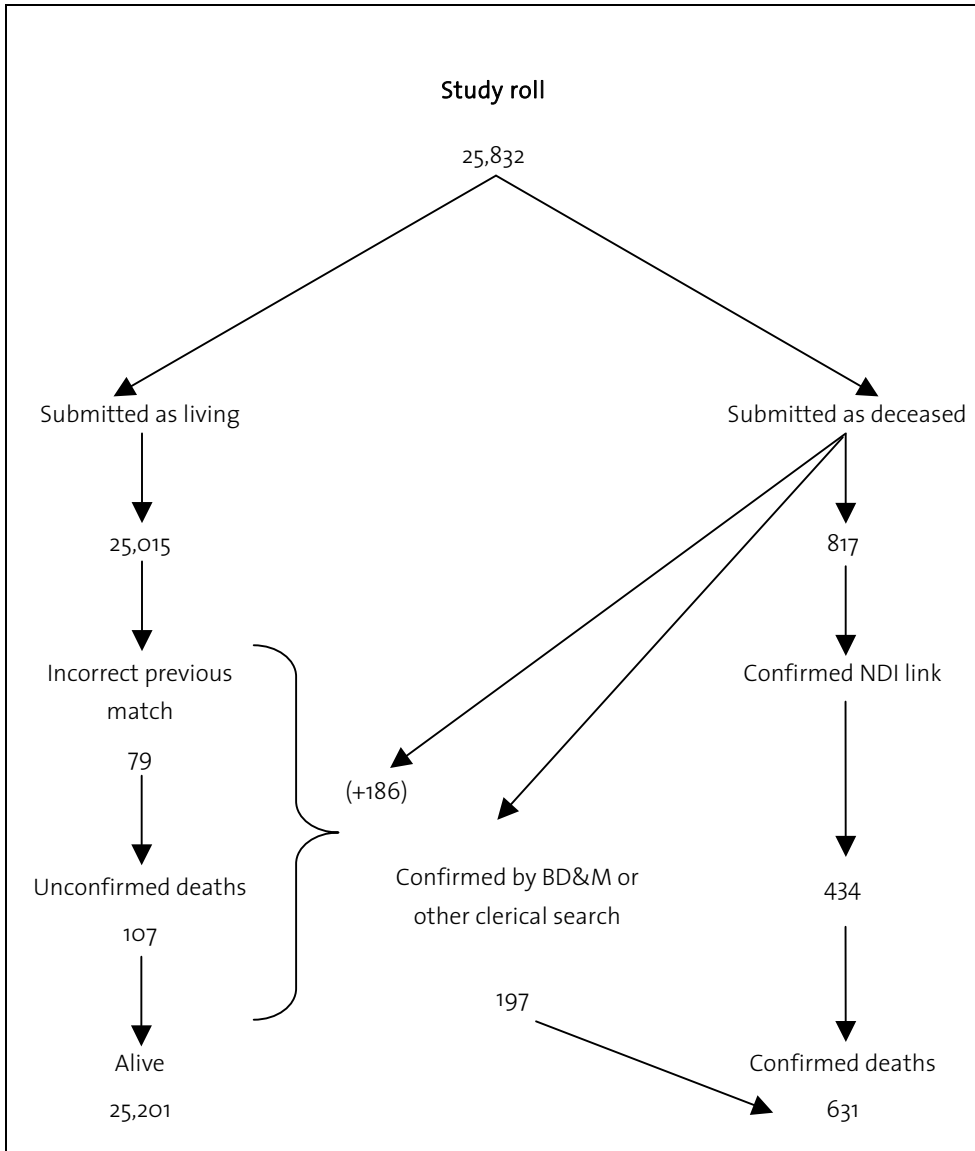 Study roll
25,832
Submitted as living
Submitted as deceased
25,015
817
Incorrect previous
match
Confirmed NDI link
79
(+186)
Unconfirmed deaths
Confirmed by BD&M or
other clerical search
434
107
197
Alive
Confirmed deaths
25,201
631